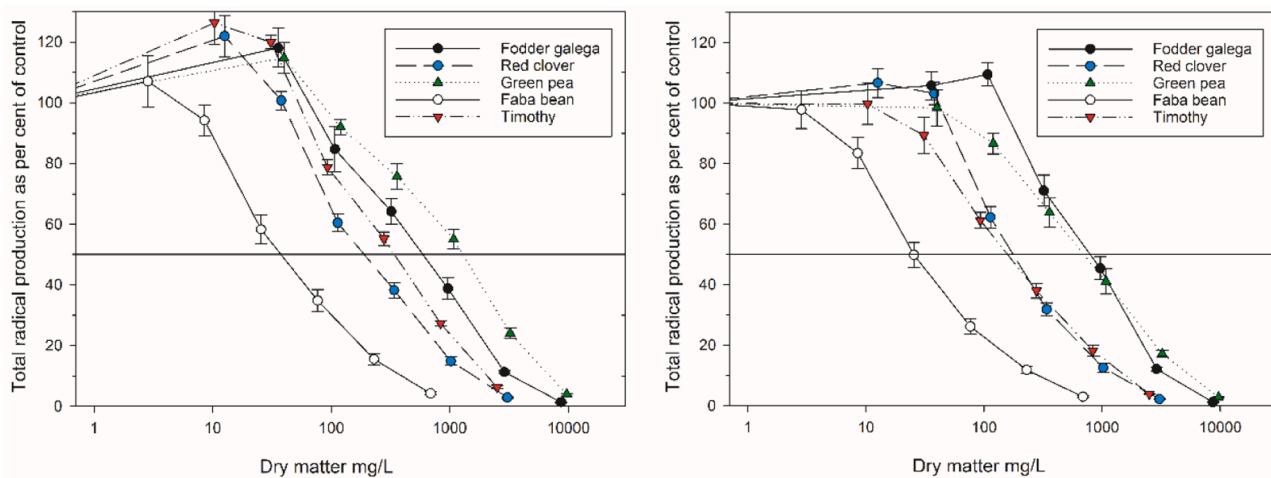 Total radical production as per cent of control
120
100
80
60
40
20
0
Fodder galega
Red clover
Green pea
Faba bean
Timothy
1
10
100
1000
10000
Dry matter mg/L
Total radical production as per cent of control
120
100
80
60
40
20
0
Fodder galega
Red clover
Green pea
Faba bean
Timothy
1
10
100
1000
10000
Dry matter mg/L